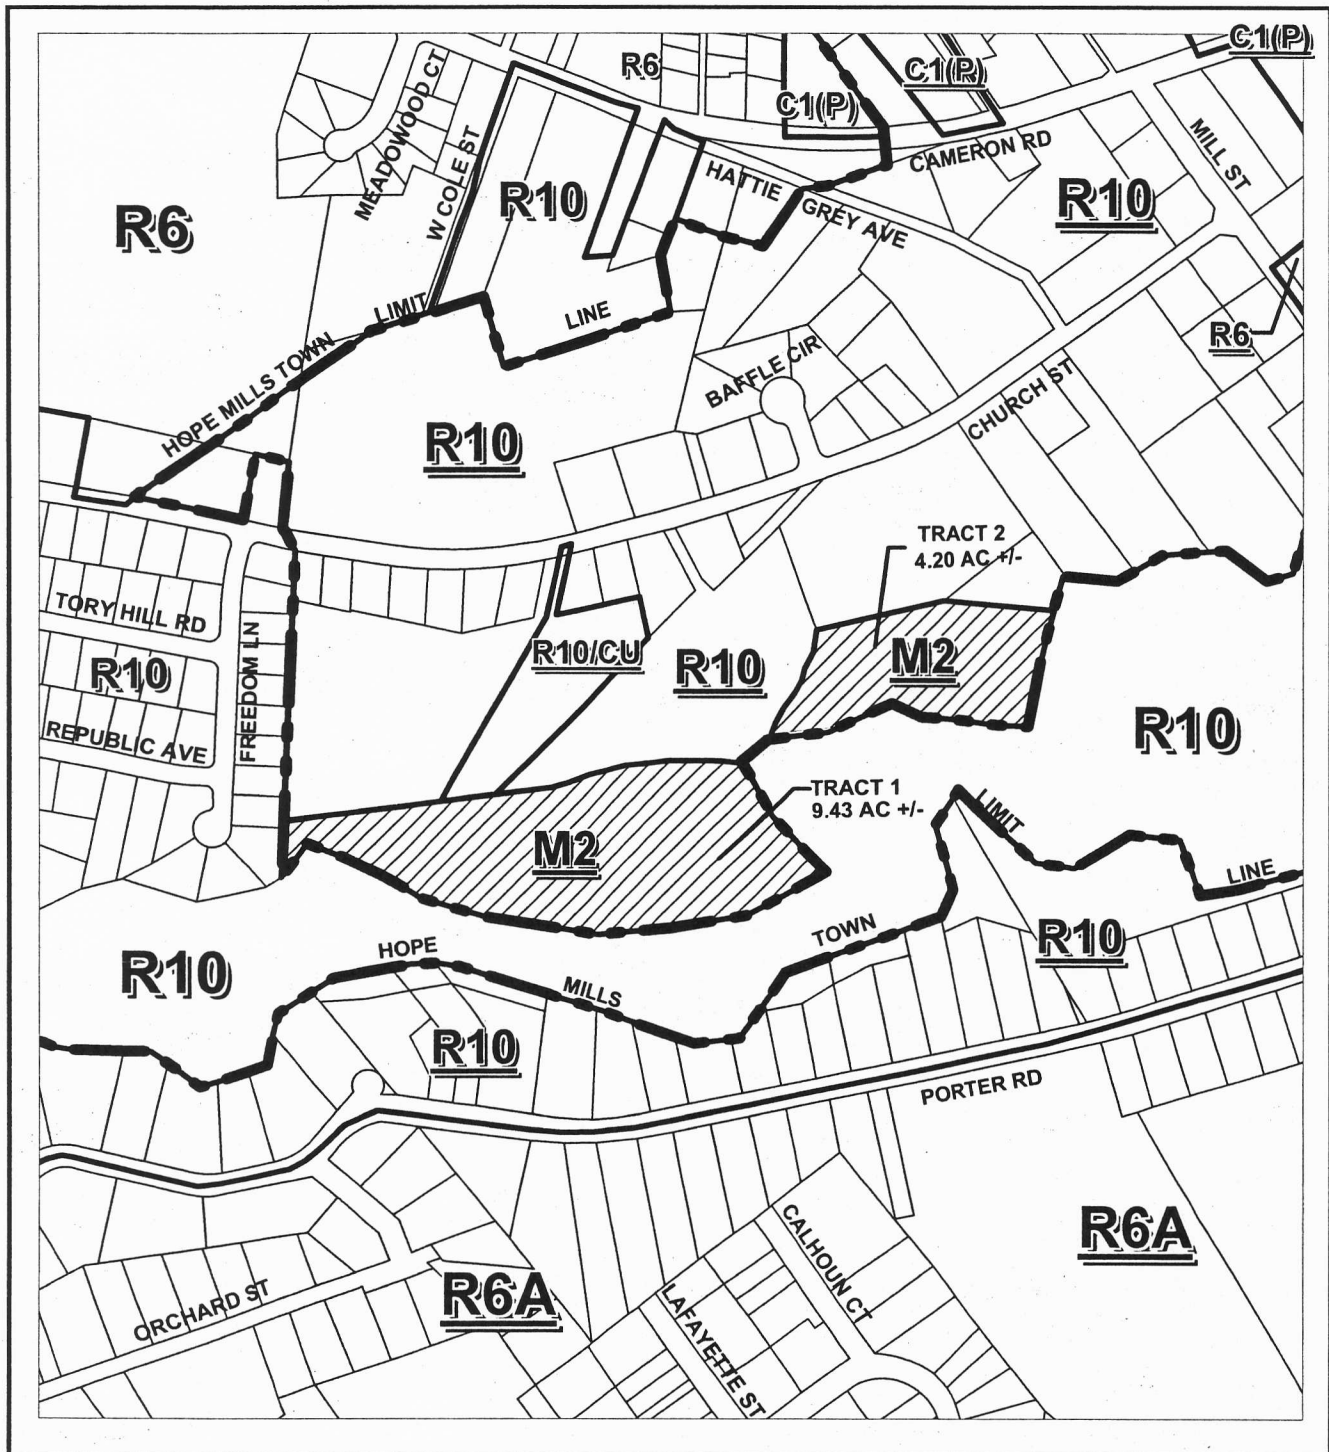 C1(P)
R6
C1(P)
C1(P)
MEADOWOOD CT
W COLE ST
CAMERON RD
MILL ST
HATTIE
GREY AVE
R10
R10
R6
LIMIT
LINE
HOPE MILLS TOWN
R6
BAFFLE CIR
CHURCH ST
R10
TRACT 2
4.20 AC +/-
TORY HILL RD
FREEDOM LN
R10/CU
R10
M2
R10
REPUBLIC AVE
R10
TRACT 1
9.43 AC +/-
LIMIT
M2
LINE
TOWN
HOPE
R10
R10
MILLS
R10
PORTER RD
CALHOUN CT
R6A
ORCHARD ST
R6A
LAFAYETTE ST